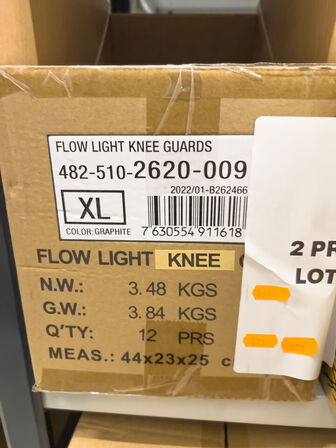 FLOW LIGHT KNEE GUARDS
482-510-2620-009
2022/01-B262466
XL
COLOR:GRAPHITE
7 630554 911618
FLOW LIGHT KNEE
N.W.: 3.48 KGS
G.W.: 3.84 KGS
Q'TY: 12 PRS
MEAS.: 44x23x25 c
2 PR
LOT